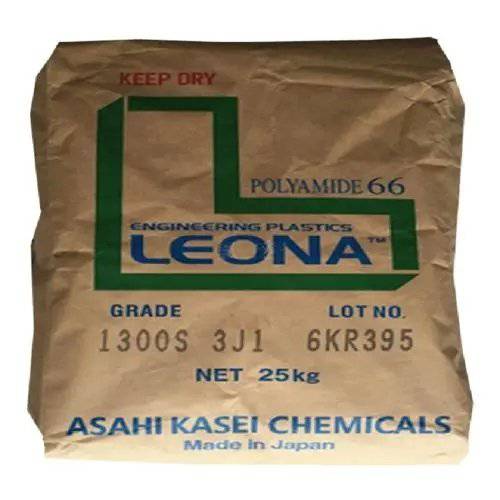 KEEP DRY
POLYAMIDE 66
ENGINEERING PLASTICS
LEONA™
GRADE LOT NO.
1300S 3J1 6KR395
NET 25kg
ASAHI KASEI CHEMICALS
Made in Japan